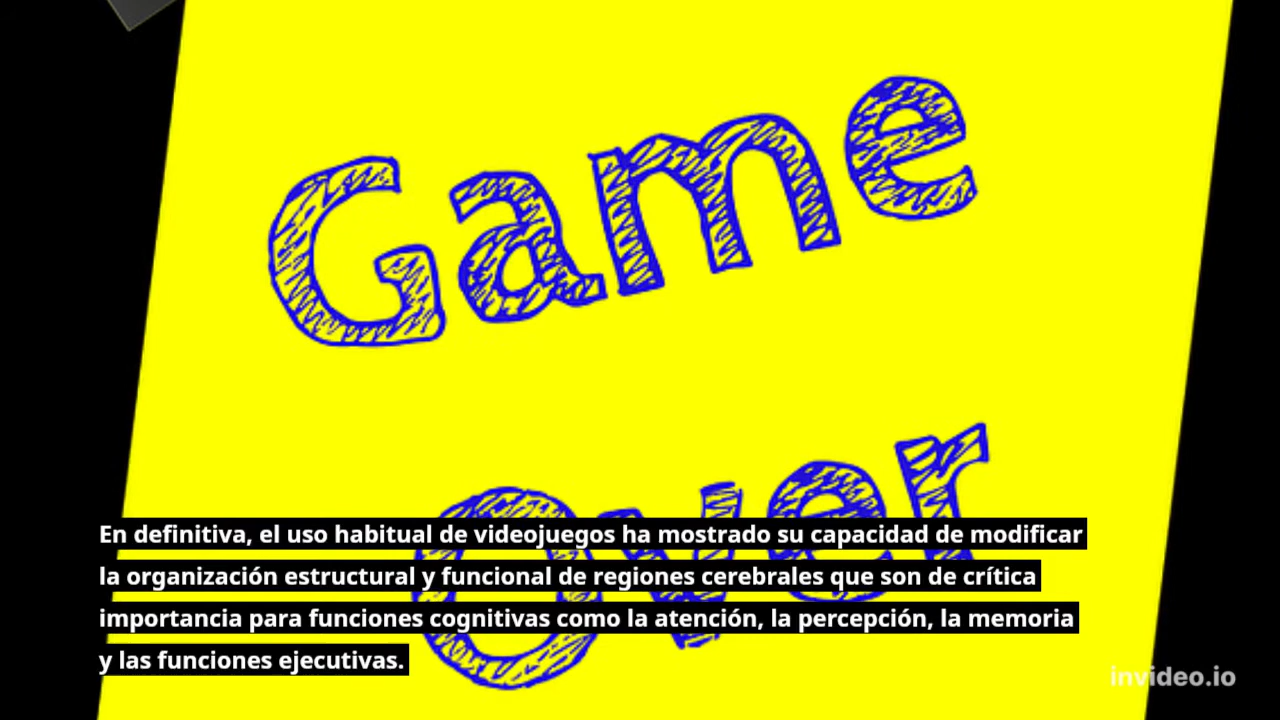 Game
Over
En definitiva, el uso habitual de videojuegos ha mostrado su capacidad de modificar
la organización estructural y funcional de regiones cerebrales que son de crítica
importancia para funciones cognitivas como la atención, la percepción, la memoria
y las funciones ejecutivas.
invideo.io